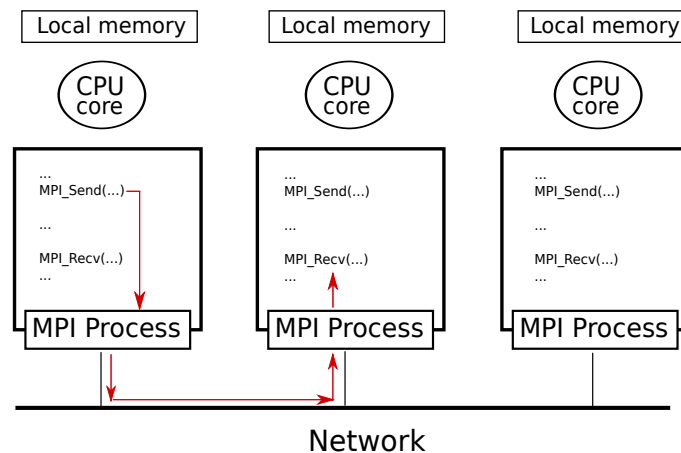 Local memory
Local memory
Local memory
CPU
core
CPU
core
CPU
core
...
MPI_Send(...)
...
MPI_Recv(...)
...
MPI Process
...
MPI_Send(...)
...
MPI_Recv(...)
...
MPI Process
...
MPI_Send(...)
...
MPI_Recv(...)
...
MPI Process
Network